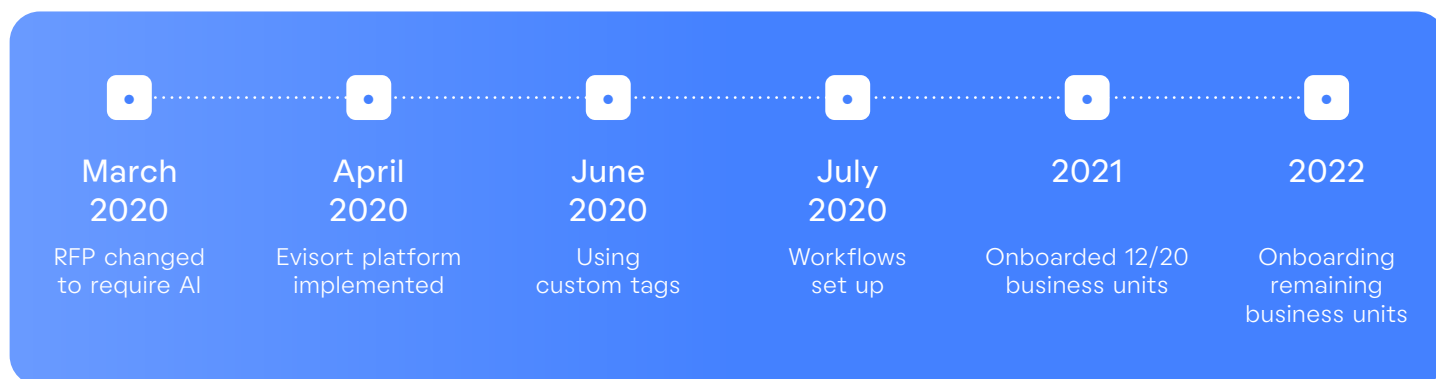 March
2020
RFP changed
to require AI
April
2020
Evisort platform
implemented
June
2020
Using
custom tags
July
2020
Workflows
set up
2021
Onboarded 12/20
business units
2022
Onboarding
remaining
business units